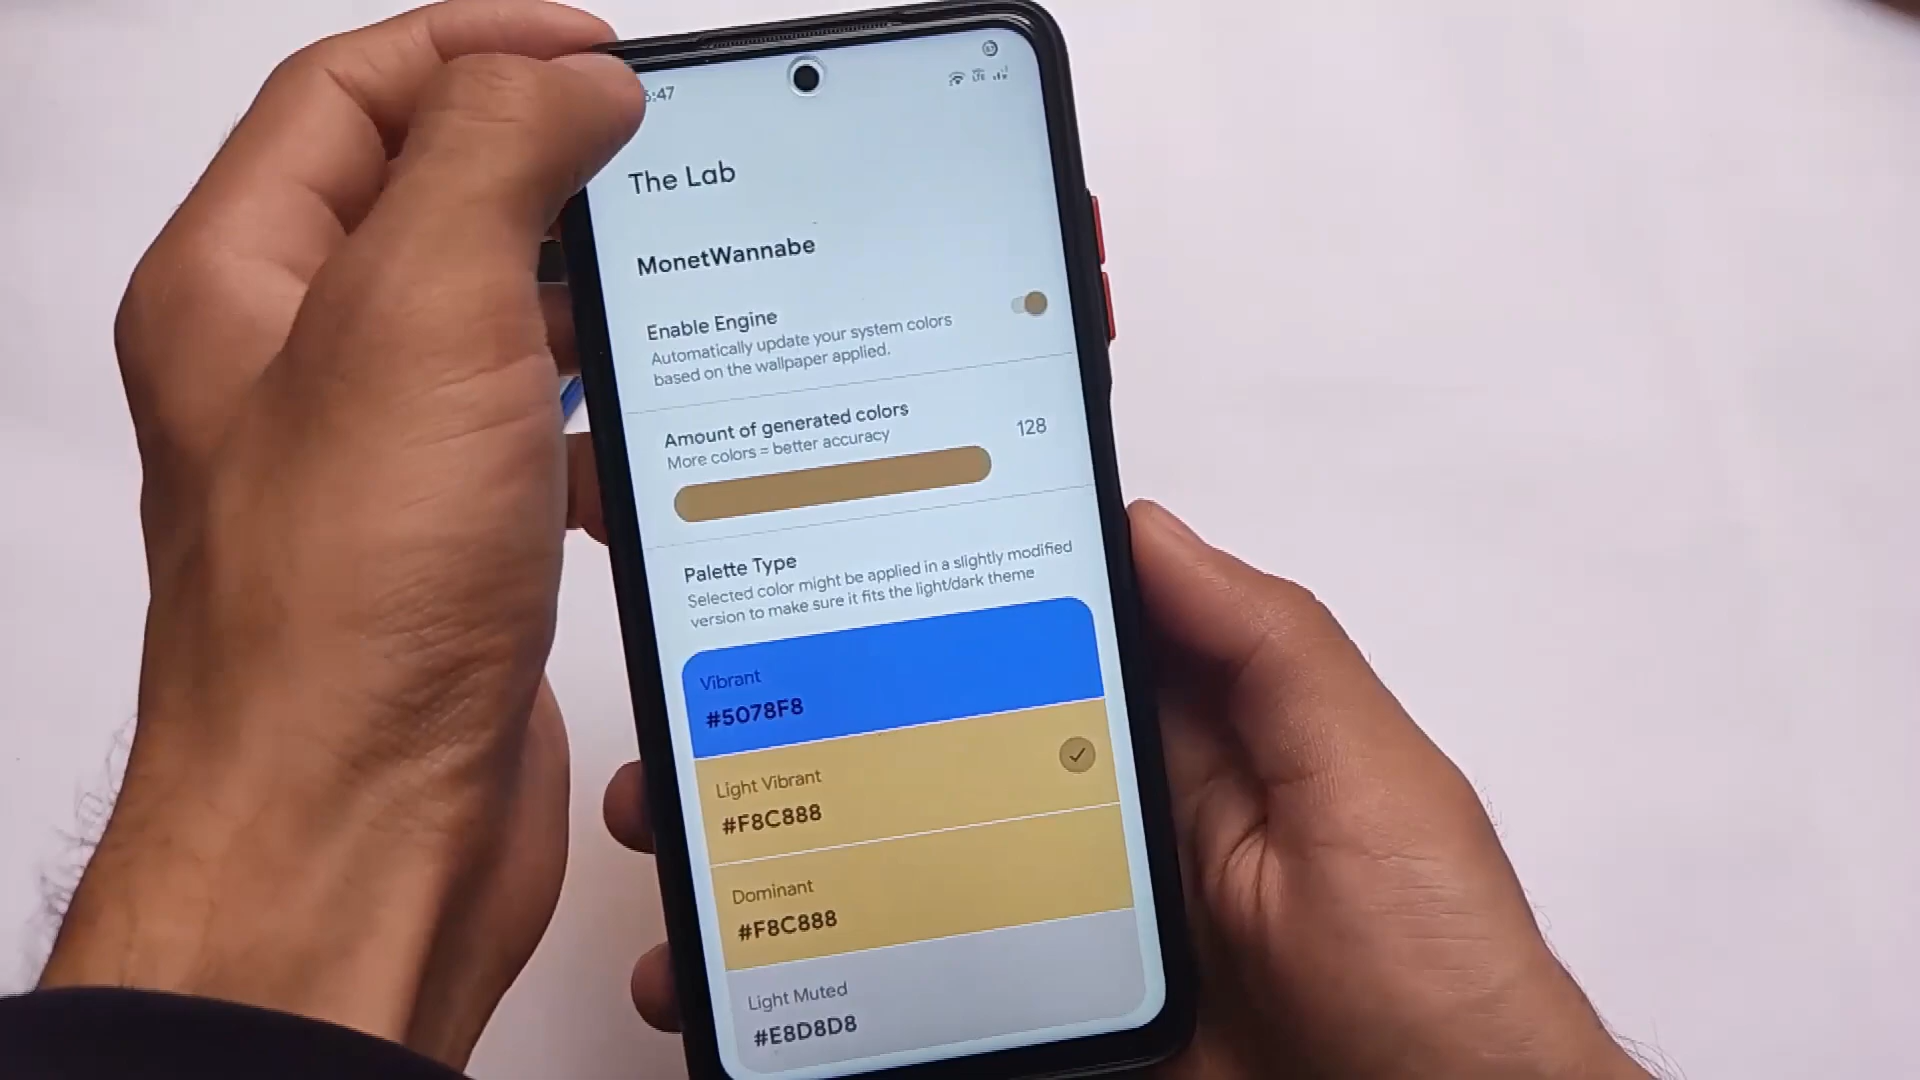 6:47
The Lab
MonetWannabe
Enable Engine
Automatically update your system colors
based on the wallpaper applied.
Amount of generated colors
128
More colors = better accuracy
Palette Type
Selected color might be applied in a slightly modified
version to make sure it fits the light/dark theme
Vibrant
#5078F8
Light Vibrant
#F8C888
Dominant
#F8C888
Light Muted
#E8D8D8